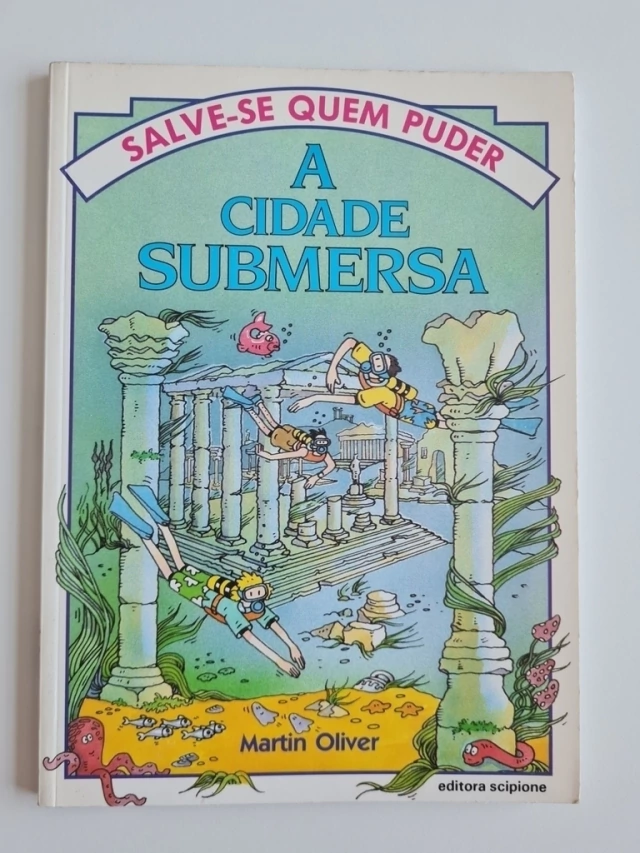 SALVE-SE QUEM PUDER
A
CIDADE
SUBMERSA
Martin Oliver
editora scipione